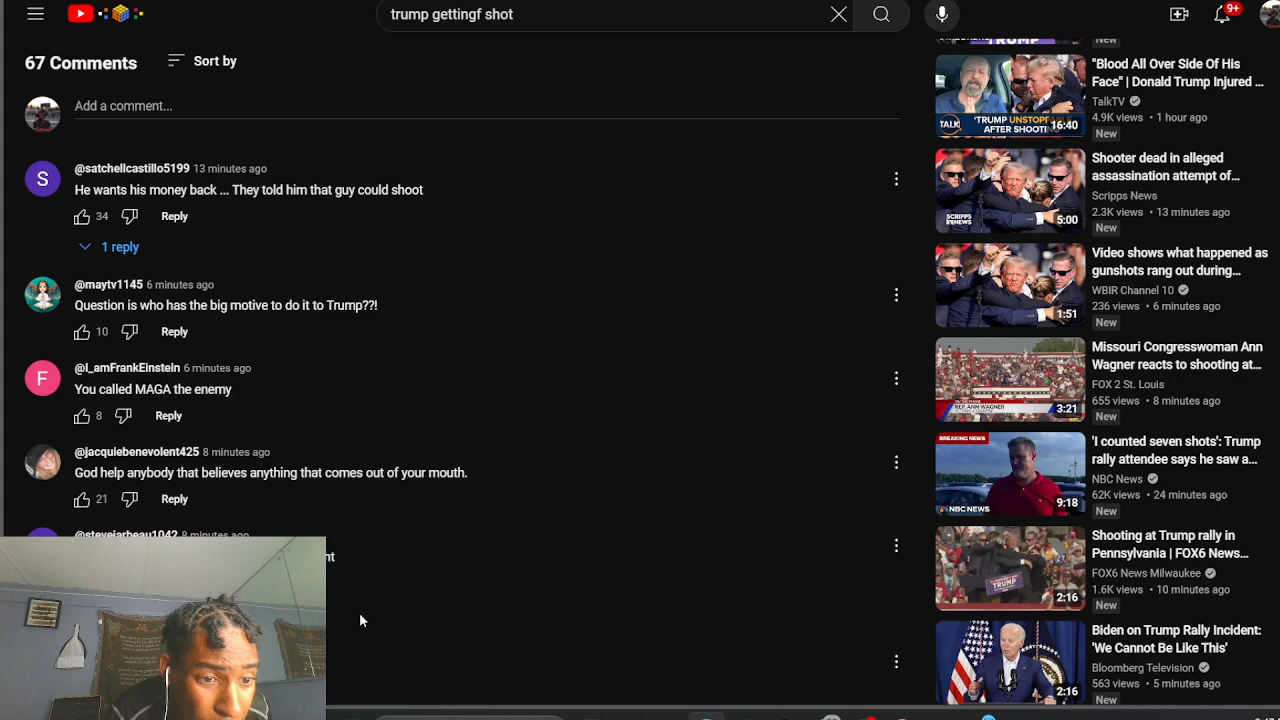 trump gettingf shot
9+
67 Comments
Sort by
Add a comment...
S
@satchellcastillo5199 13 minutes ago
He wants his money back ... They told him that guy could shoot
34
Reply
1 reply
@maytv1145 6 minutes ago
Question is who has the big motive to do it to Trump??!
10
Reply
F
@I_amFrankEinstein 6 minutes ago
You called MAGA the enemy
8
Reply
@jacquiebenevolent425 8 minutes ago
God help anybody that believes anything that comes out of your mouth.
21
Reply
@stevejarbeau1042 8 minutes ago
nt
TRUMP
New
TALK
'TRUMP UNSTOPPABLE
AFTER SHOOTIN
16:40
"Blood All Over Side Of His
Face" | Donald Trump Injured ...
TalkTV
4.9K views • 1 hour ago
New
SCRIPPS
NEWS
5:00
Shooter dead in alleged
assassination attempt of...
Scripps News
2.3K views • 13 minutes ago
New
1:51
Video shows what happened as
gunshots rang out during...
WBIR Channel 10
236 views • 6 minutes ago
New
REP. ANN WAGNER
3:21
Missouri Congresswoman Ann
Wagner reacts to shooting at...
FOX 2 St. Louis
655 views • 8 minutes ago
New
BREAKING NEWS
NBC NEWS
9:18
'I counted seven shots': Trump
rally attendee says he saw a...
NBC News
62K views • 24 minutes ago
New
TRUMP
2:16
Shooting at Trump rally in
Pennsylvania | FOX6 News...
FOX6 News Milwaukee
1.6K views • 10 minutes ago
New
2:16
Biden on Trump Rally Incident:
'We Cannot Be Like This'
Bloomberg Television
563 views • 5 minutes ago
New